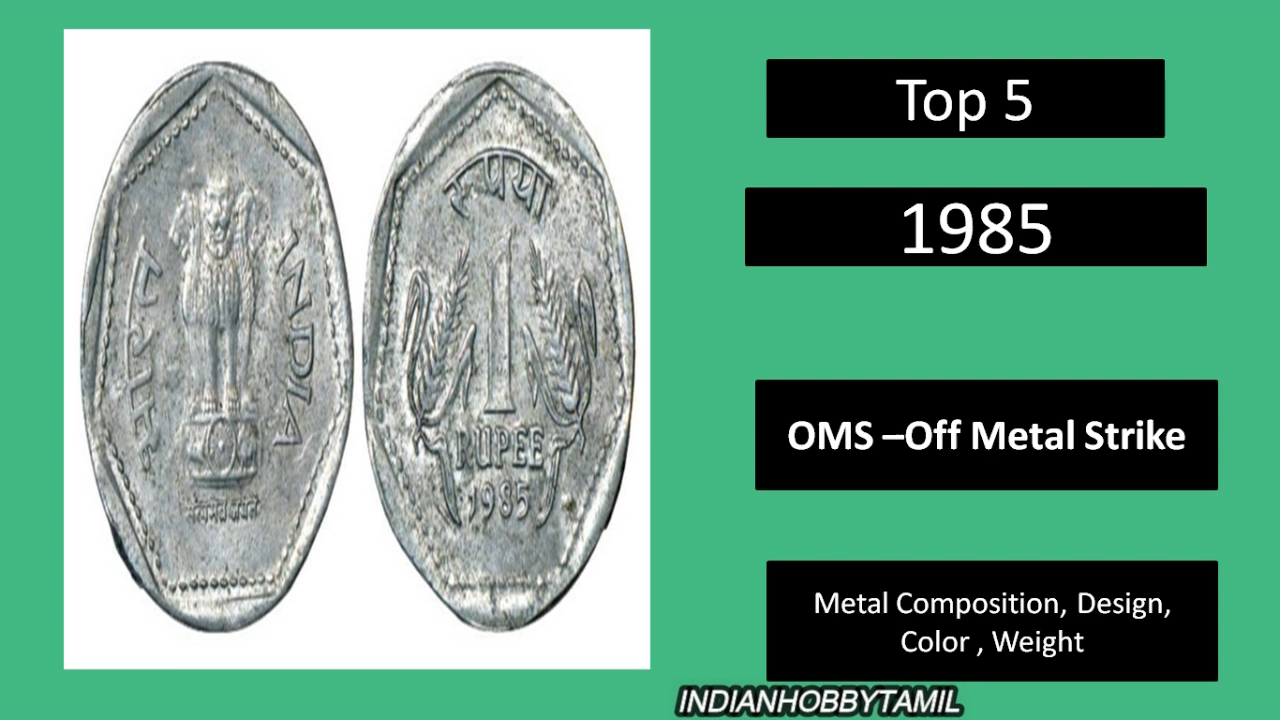 भारत
INDIA
सत्यमेव जयते
रुपया
1
RUPEE
1985
Top 5
1985
OMS –Off Metal Strike
Metal Composition, Design,
Color , Weight
INDIANHOBBYTAMIL